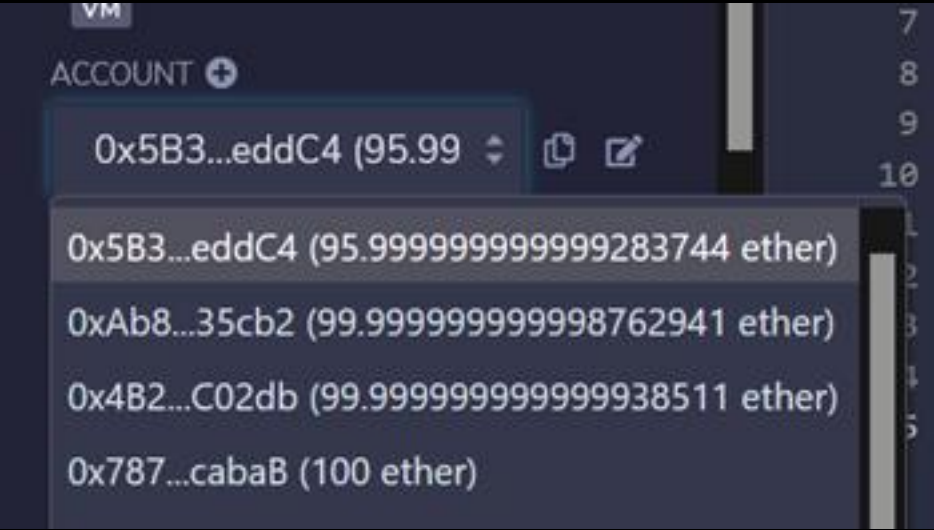 VM
ACCOUNT
0x5B3...eddC4 (95.99
0x5B3...eddC4 (95.999999999999283744 ether)
0xAb8...35cb2 (99.999999999998762941 ether)
0x4B2...C02db (99.999999999999938511 ether)
0x787...cabaB (100 ether)
7
8
9
10